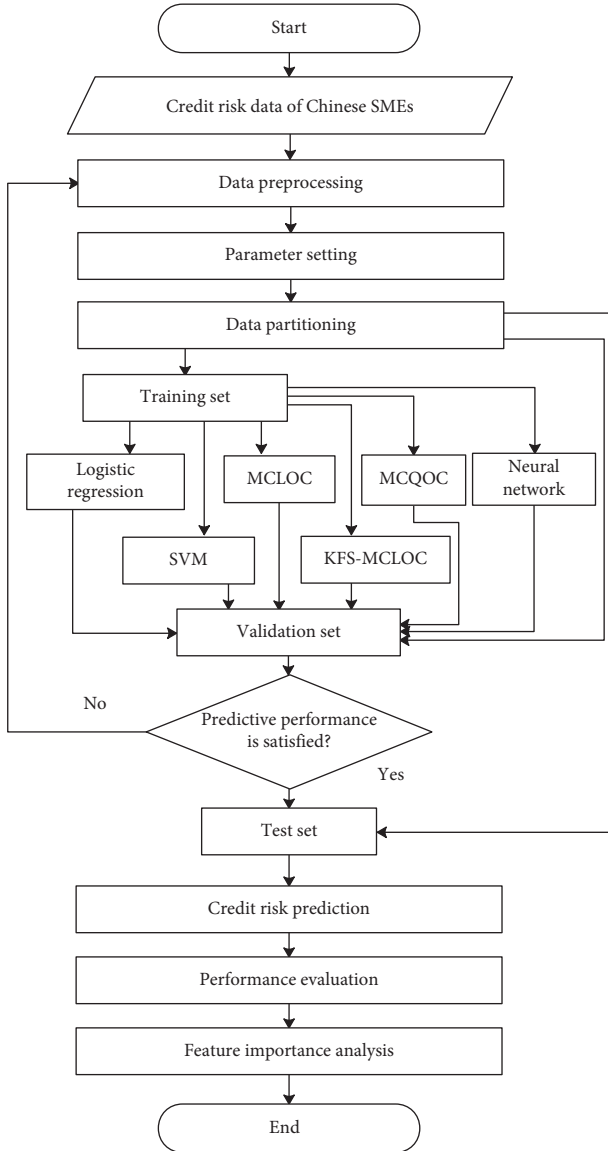 Start
Credit risk data of Chinese SMEs
Data preprocessing
Parameter setting
Data partitioning
Training set
Logistic
regression
MCLOC
MCQOC
Neural
network
SVM
KFS-MCLOC
Validation set
No
Predictive performance
is satisfied?
Yes
Test set
Credit risk prediction
Performance evaluation
Feature importance analysis
End